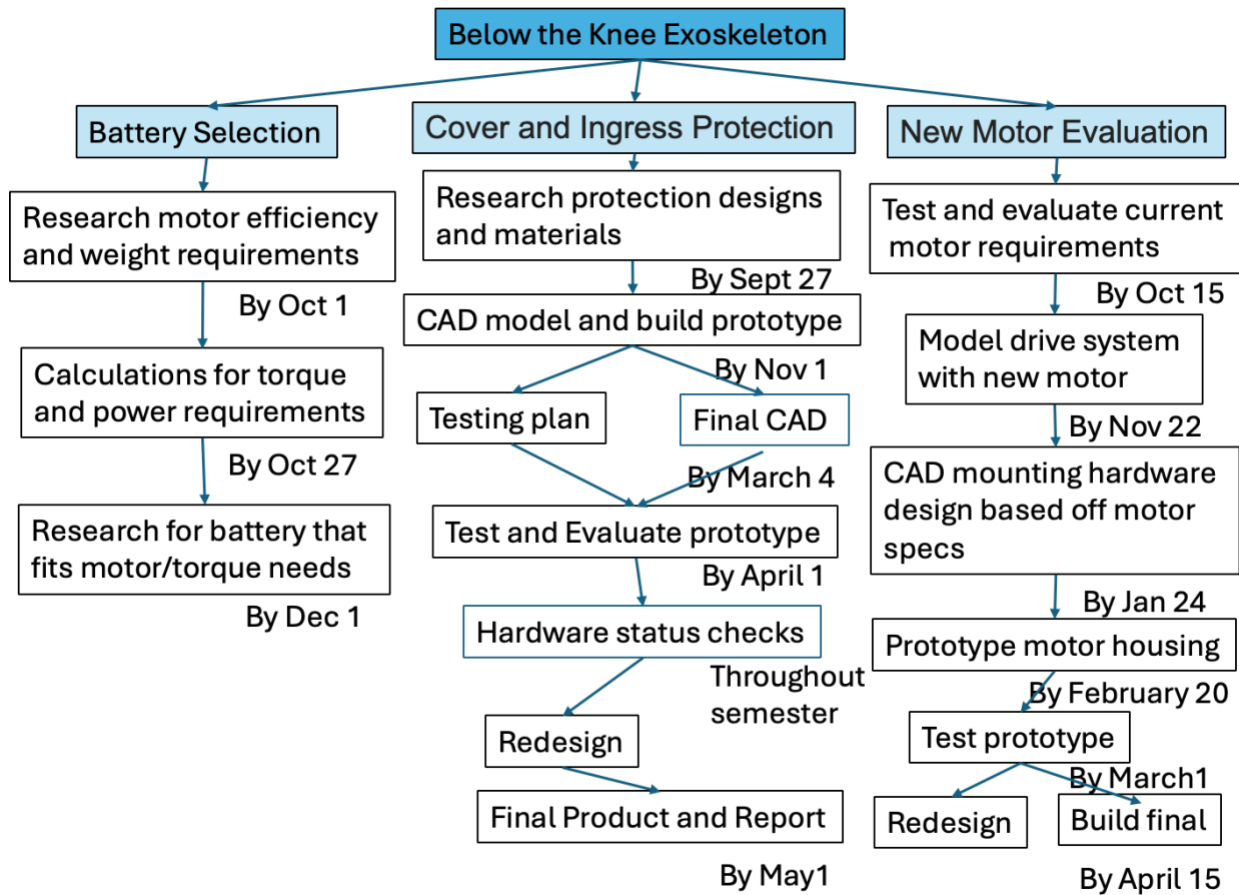 Below the Knee Exoskeleton
Battery Selection
Research motor efficiency
and weight requirements
By Oct 1
Calculations for torque
and power requirements
By Oct 27
Research for battery that
fits motor/torque needs
By Dec 1
Cover and Ingress Protection
Research protection designs
and materials
By Sept 27
CAD model and build prototype
By Nov 1
Testing plan
Final CAD
By March 4
Test and Evaluate prototype
By April 1
Hardware status checks
Throughout
semester
Redesign
Final Product and Report
By May1
New Motor Evaluation
Test and evaluate current
motor requirements
By Oct 15
Model drive system
with new motor
By Nov 22
CAD mounting hardware
design based off motor
specs
By Jan 24
Prototype motor housing
By February 20
Test prototype
By March1
Redesign
Build final
By April 15